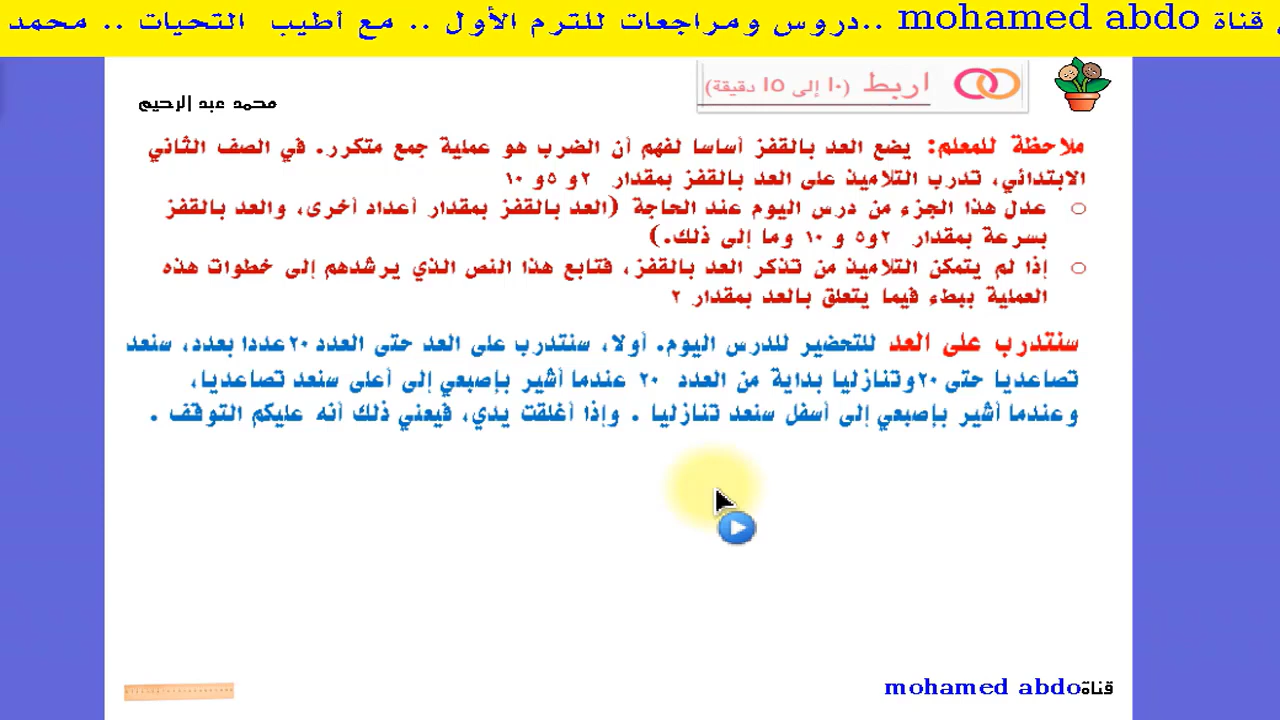 قناة mohamed abdo ..دروس ومراجعات للترم الأول .. مع أطيب التحيات .. محمد
اربط (١٠ إلى ١٥ دقيقة)
محمد عبد الرحيم
ملاحظة للمعلم: يضع العد بالقفز أساسا لفهم أن الضرب هو عملية جمع متكرر. في الصف الثاني
الابتدائي، تدرب التلاميذ على العد بالقفز بمقدار ٢ و ٥و ١٠
○ عدل هذا الجزء من درس اليوم عند الحاجة (العد بالقفز بمقدار أعداد أخرى، والعد بالقفز
بسرعة بمقدار ٢و٥ و ١٠ وما إلى ذلك.)
○ إذا لم يتمكن التلاميذ من تذكر العد بالقفز، فتابع هذا النص الذي يرشدهم إلى خطوات هذه
العملية ببطء فيما يتعلق بالعد بمقدار ٢
سنتدرب على العد للتحضير للدرس اليوم. أولا، سنتدرب على العد حتى العدد ٢٠عددا بعدد، سنعد
تصاعديا حتى ٢٠وتنازليا بداية من العدد ٢٠ عندما أشير بإصبعي إلى أعلى سنعد تصاعديا،
وعندما أشير بإصبعي إلى أسفل سنعد تنازليا . وإذا أغلقت يدي، فيعني ذلك أنه عليكم التوقف .
قناةmohamed abdo